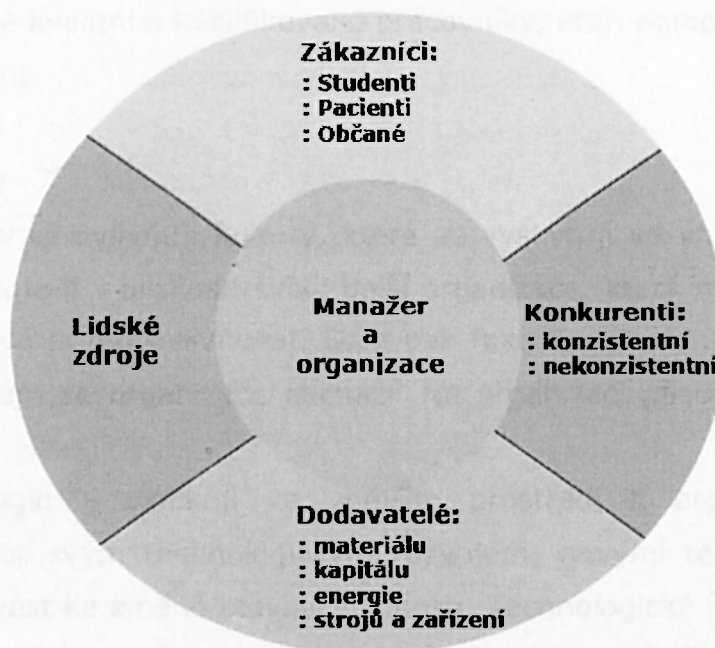 Zákazníci:
: Studenti
: Pacienti
: Občané
Lidské
zdroje
Manažer
a
organizace
Konkurenti:
: konzistentní
: nekonzistentní
Dodavatelé:
: materiálu
: kapitálu
: energie
: strojů a zařízení